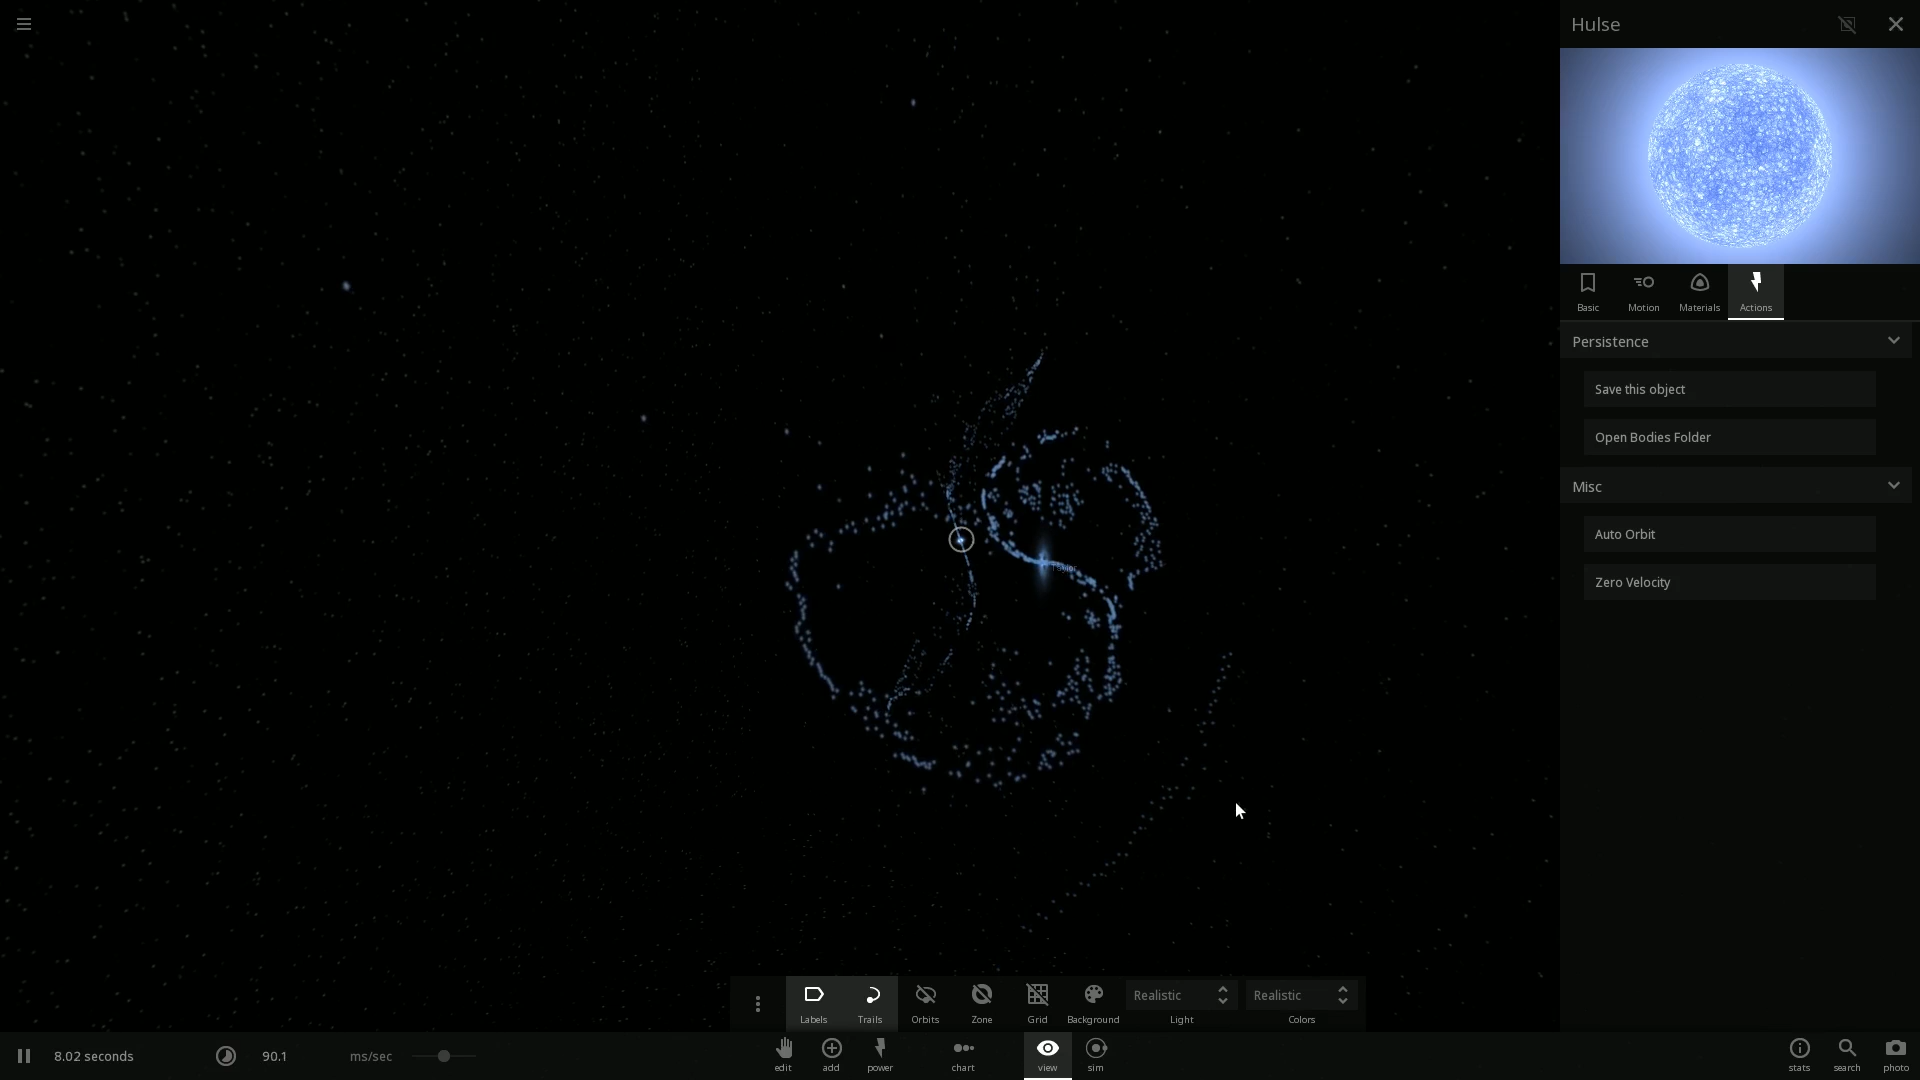 Hulse
Basic
Motion
Materials
Actions
Persistence
Save this object
Open Bodies Folder
Misc
Auto Orbit
Zero Velocity
Taylor
Labels
Trails
Orbits
Zone
Grid
Background
Realistic
Light
Realistic
Colors
8.02 seconds
90.1
ms/sec
edit
add
power
chart
view
sim
stats
search
photo